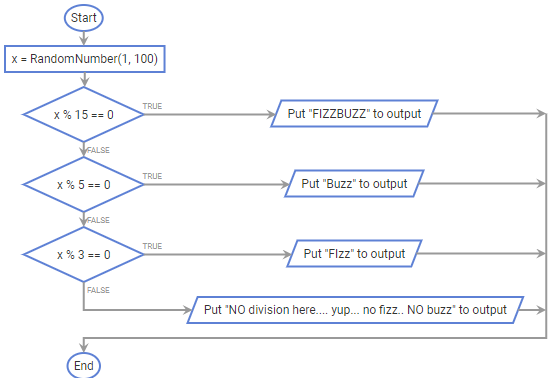 Start
x = RandomNumber(1, 100)
x % 15 == 0
TRUE
Put "FIZZBUZZ" to output
FALSE
x % 5 == 0
TRUE
Put "Buzz" to output
FALSE
x % 3 == 0
TRUE
Put "FIzz" to output
FALSE
Put "NO division here.... yup... no fizz.. NO buzz" to output
End